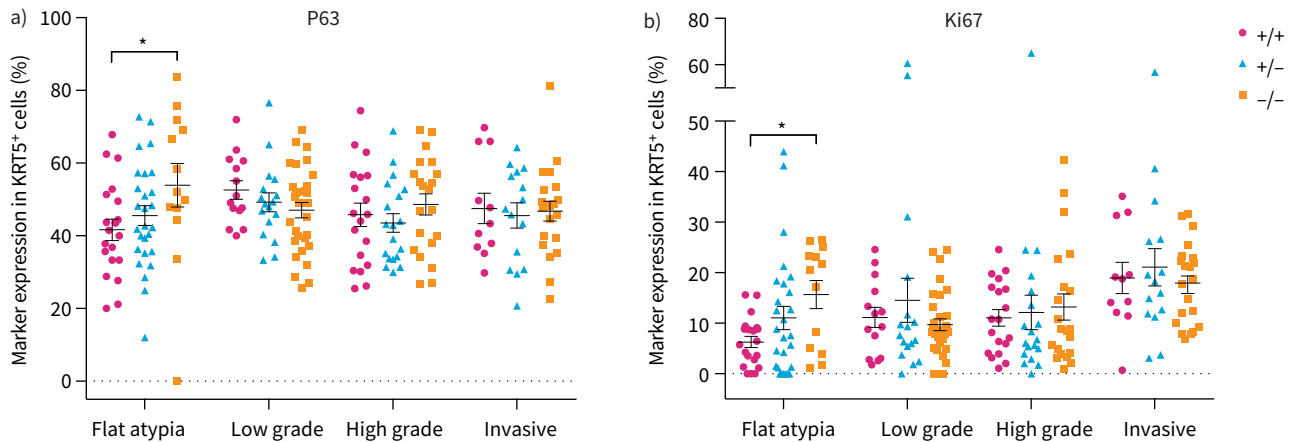 a)
P63
Marker expression in KRT5⁺ cells (%)
100
80
60
40
20
0
*
Flat atypia
Low grade
High grade
Invasive
b)
Ki67
Marker expression in KRT5⁺ cells (%)
80
60
50
40
30
20
10
0
*
Flat atypia
Low grade
High grade
Invasive
+/+
+/−
−/−